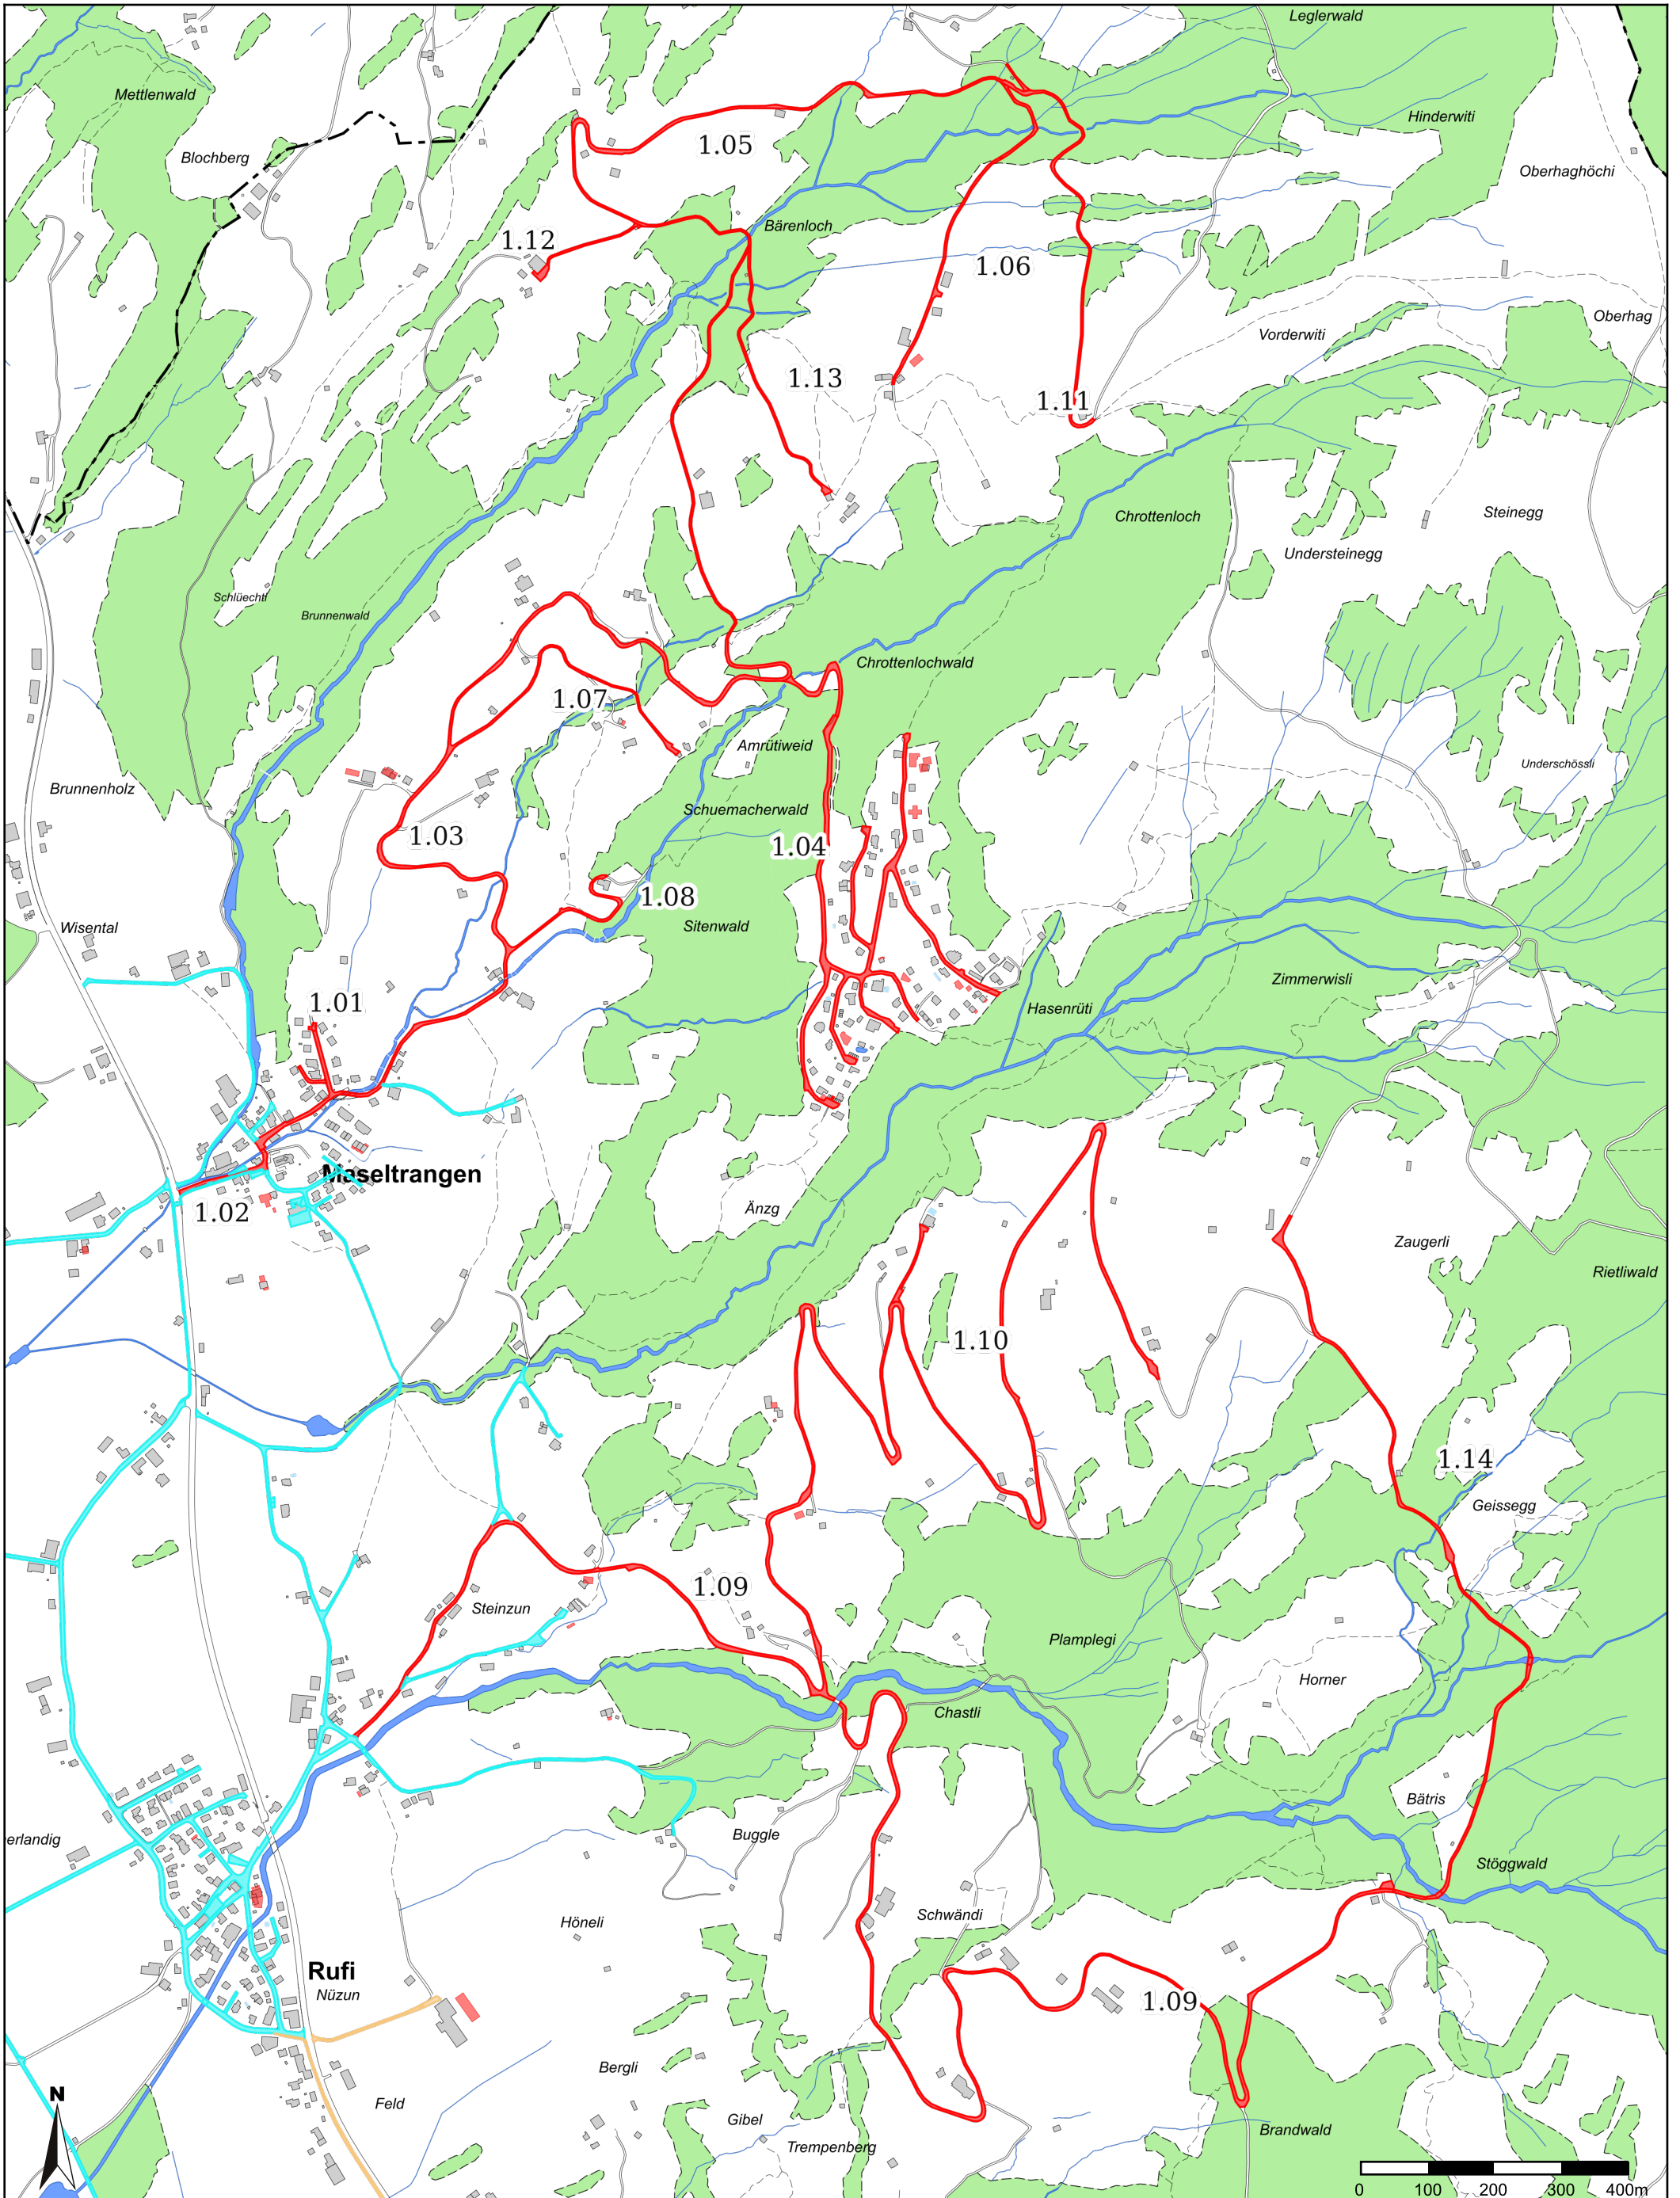 Leglerwald
Mettlenwald
Hinderwiti
1.05
Blochberg
Oberhaghöchi
Bärenloch
1.12
1.06
Oberhag
Vorderwiti
1.13
1.11
Steinegg
Chrottenloch
Understeinegg
Schlüechtli
Brunnenwald
Chrottenlochwald
1.07
Amrütiweid
Underschössli
Brunnenholz
Schuemacherwald
1.03
1.04
1.08
Sitenwald
Wisental
Zimmerwisli
1.01
Hasenrüti
Maseltrangen
1.02
Änzg
Zaugerli
Rietliwald
1.10
1.14
Geissegg
1.09
Steinzun
Plamplegi
Horner
Chastli
Bätris
Buggle
erlandig
Stöggwald
Schwändi
Höneli
Rufi
Nüzun
1.09
Bergli
N
Feld
Gibel
Brandwald
Trempenberg
0 100 200 300 400m